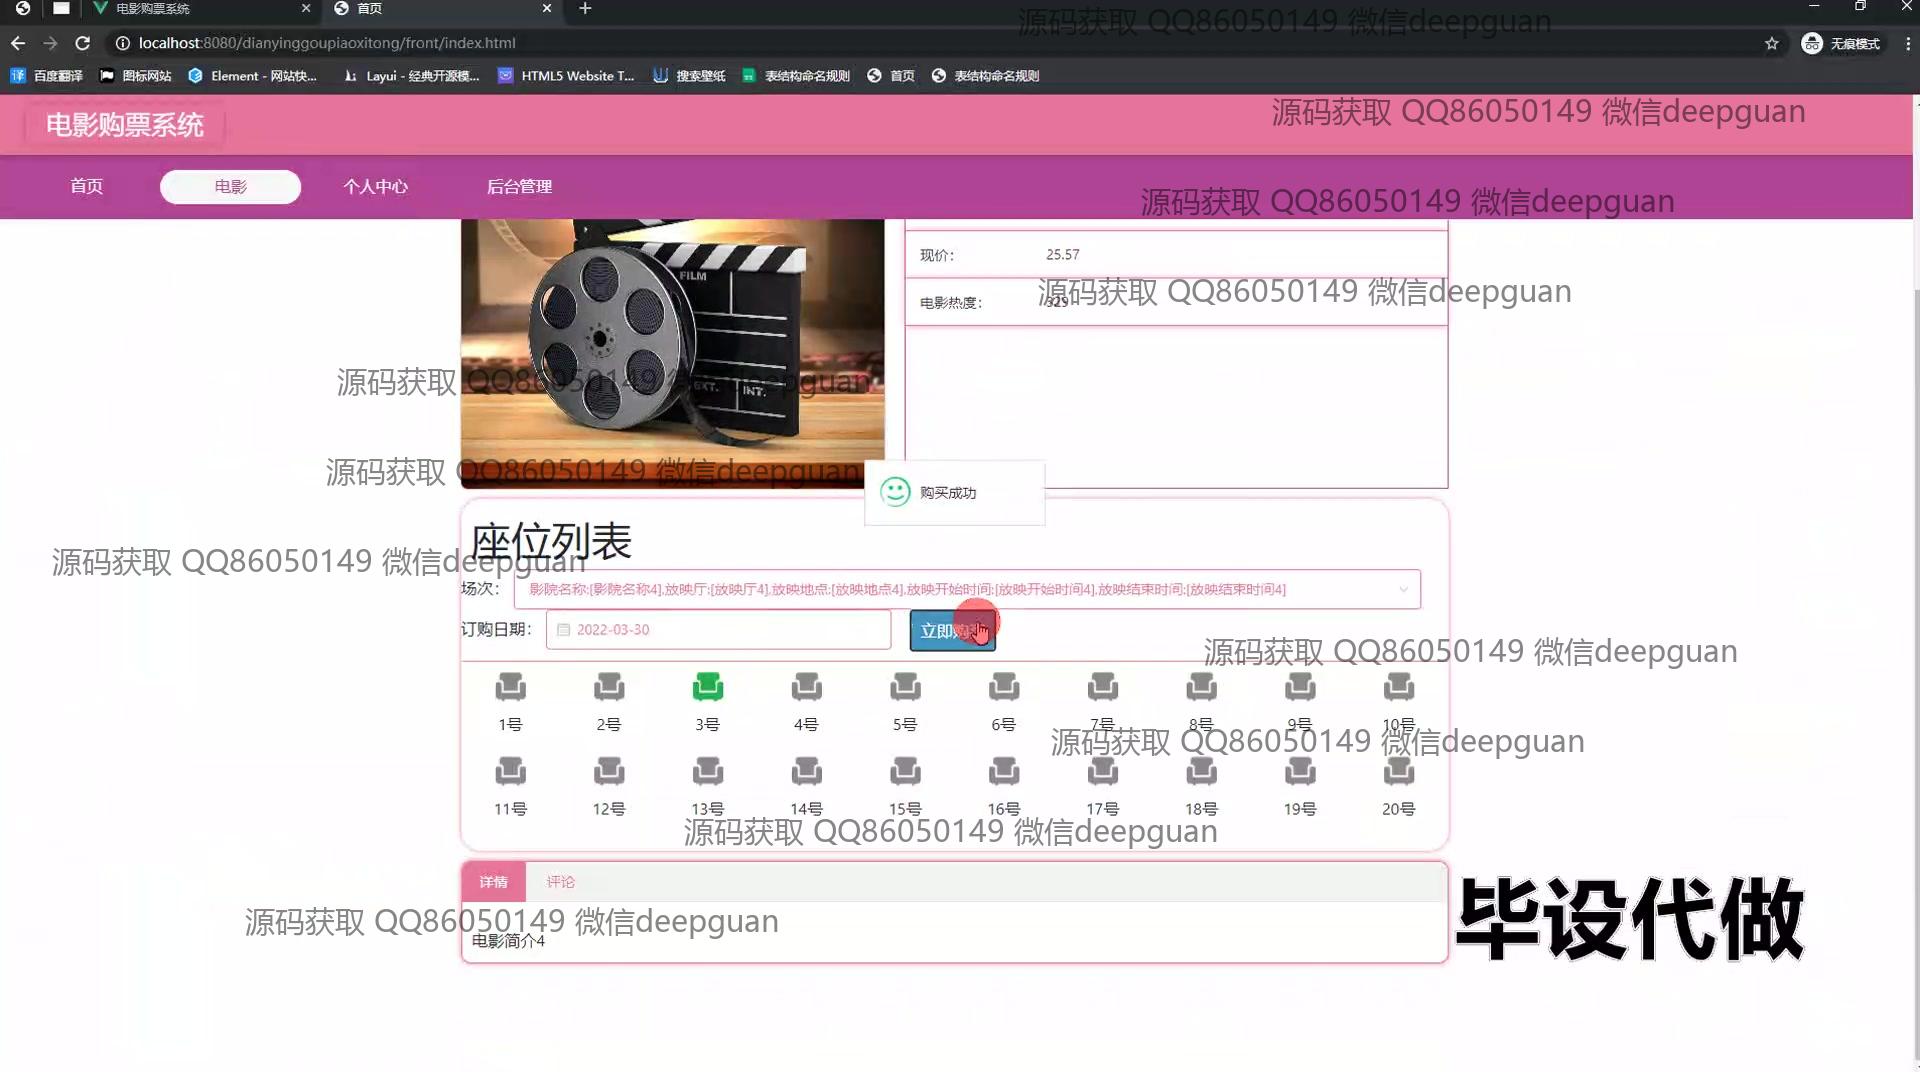 电影购票系统
首页
localhost:8080/dianyinggoupiaoxitong/front/index.html
无痕模式
百度翻译
图标网站
Element - 网站快...
Layui - 经典开源模...
HTML5 Website T...
搜索壁纸
表结构命名规则
首页
表结构命名规则
源码获取 QQ86050149 微信deepguan
电影购票系统
源码获取 QQ86050149 微信deepguan
首页
电影
个人中心
后台管理
源码获取 QQ86050149 微信deepguan
FILM
EXT.
INT.
现价：
25.57
电影热度：
329
源码获取 QQ86050149 微信deepguan
源码获取 QQ86050149 微信deepguan
源码获取 QQ86050149 微信deepguan
购买成功
座位列表
源码获取 QQ86050149 微信deepguan
场次：
影院名称:[影院名称4],放映厅:[放映厅4],放映地点:[放映地点4],放映开始时间:[放映开始时间4],放映结束时间:[放映结束时间4]
订购日期：
2022-03-30
立即购
源码获取 QQ86050149 微信deepguan
1号 2号 3号 4号 5号 6号 7号 8号 9号 10号
源码获取 QQ86050149 微信deepguan
11号 12号 13号 14号 15号 16号 17号 18号 19号 20号
源码获取 QQ86050149 微信deepguan
详情
评论
源码获取 QQ86050149 微信deepguan
电影简介4
毕设代做